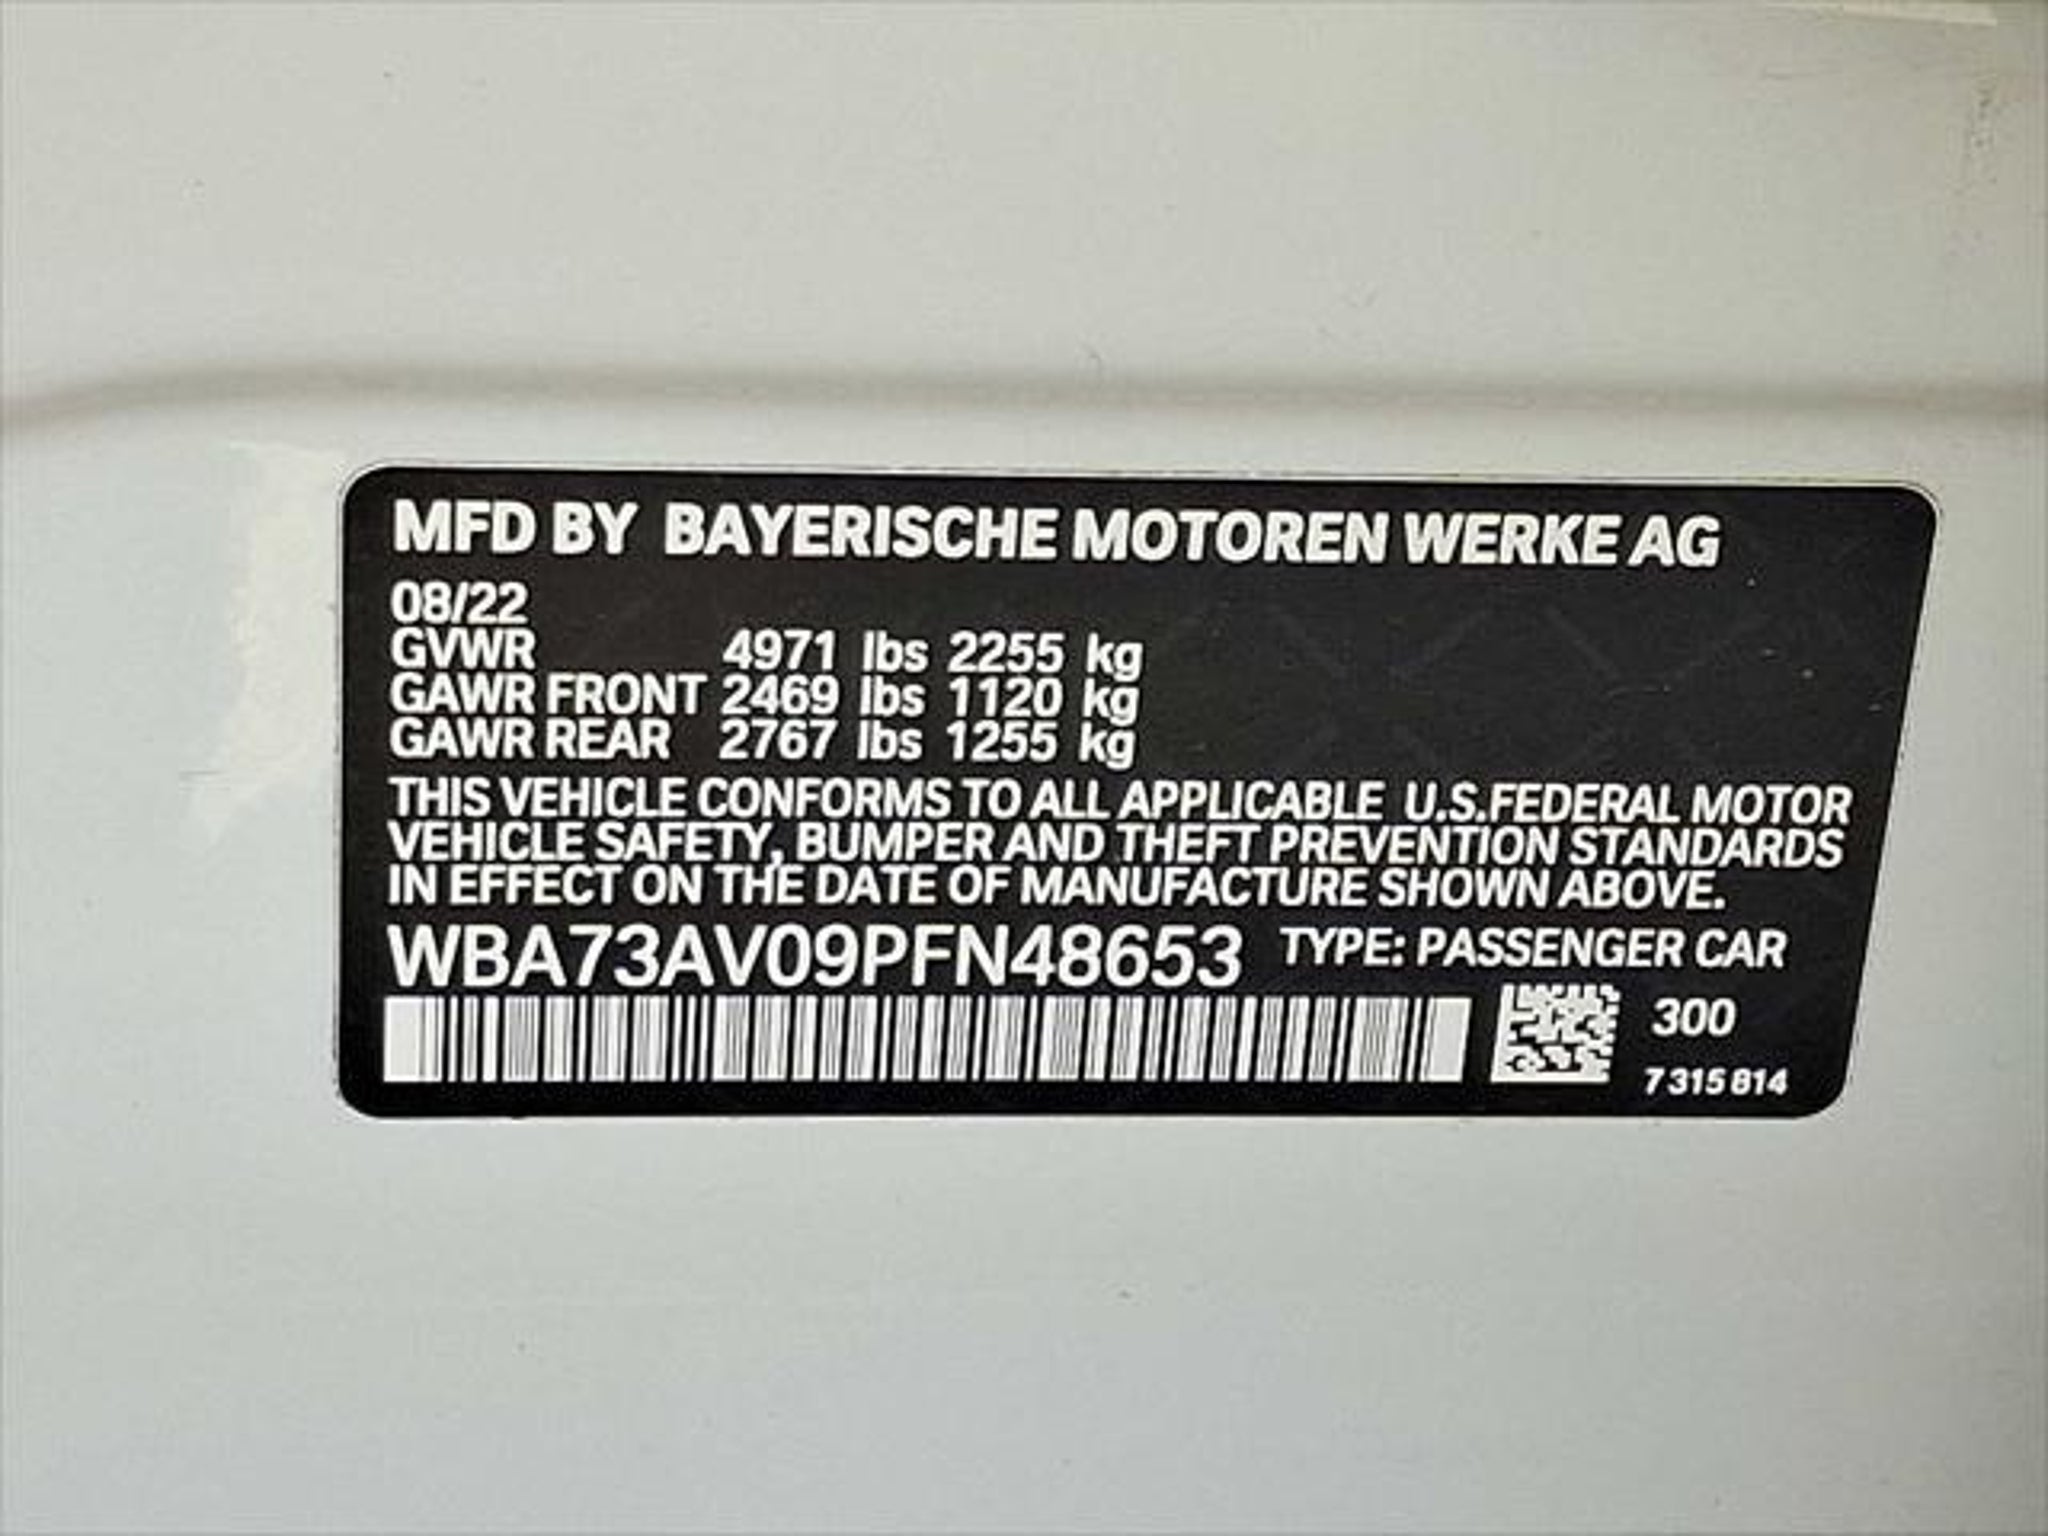 MFD BY BAYERISCHE MOTOREN WERKE AG
08/22
GVWR 4971 lbs 2255 kg
GAWR FRONT 2469 lbs 1120 kg
GAWR REAR 2767 lbs 1255 kg
THIS VEHICLE CONFORMS TO ALL APPLICABLE U.S.FEDERAL MOTOR
VEHICLE SAFETY, BUMPER AND THEFT PREVENTION STANDARDS
IN EFFECT ON THE DATE OF MANUFACTURE SHOWN ABOVE.
WBA73AV09PFN48653 TYPE: PASSENGER CAR
300
7 315 814